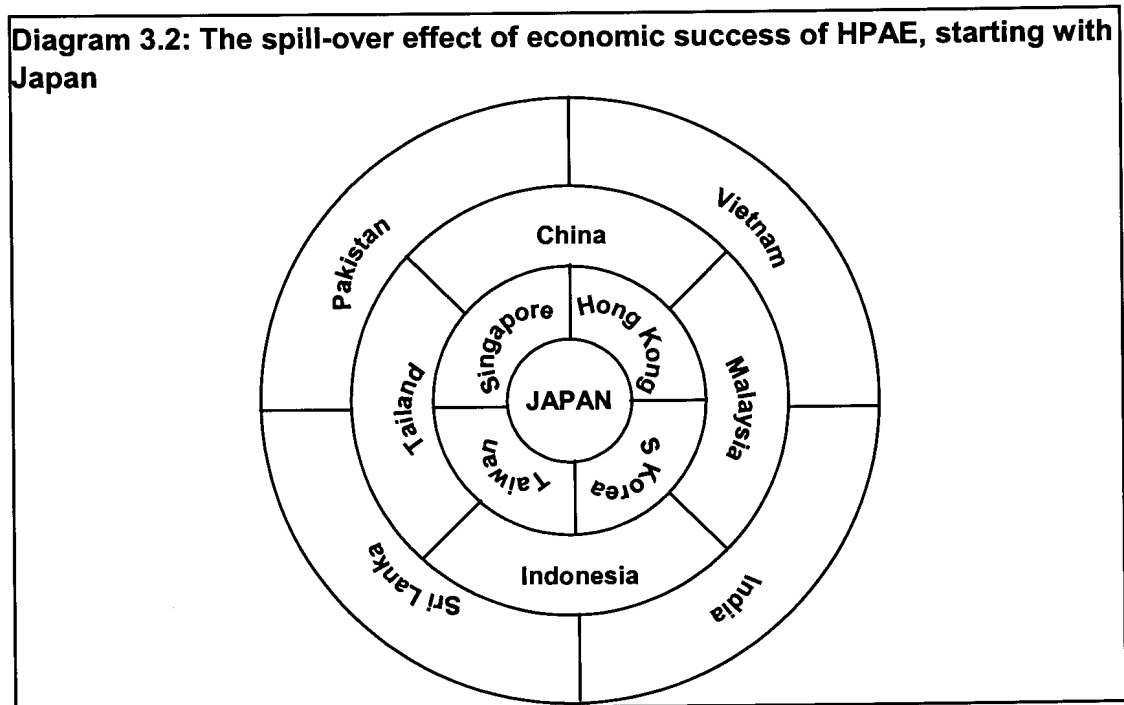 Diagram 3.2: The spill-over effect of economic success of HPAE, starting with
Japan
Pakistan
Vietnam
China
Singapore
Hong Kong
Tailand
JAPAN
Malaysia
Taiwan
S Korea
Indonesia
Sri Lanka
India